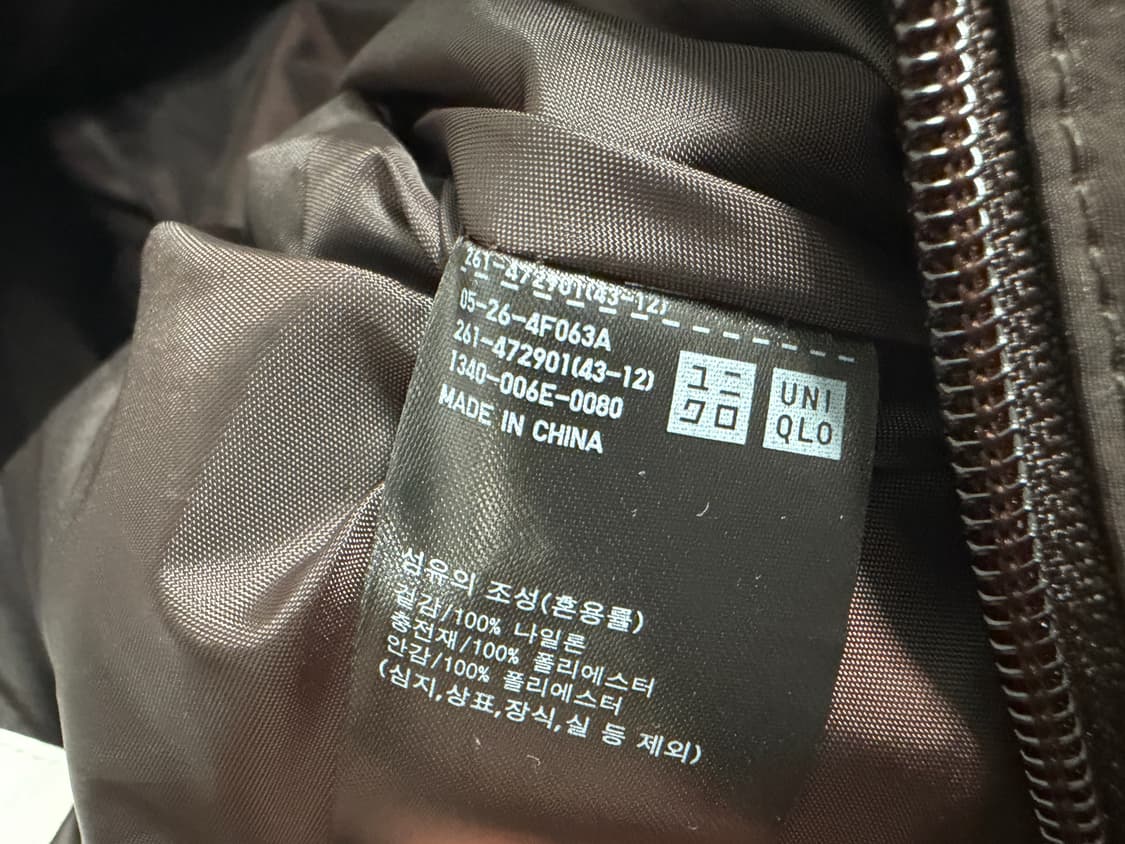 261-472901(43-12)
05-26-4F063A
261-472901(43-12)
1340-006E-0080
MADE IN CHINA
ユニ
クロ
UNI
QLO
섬유의 조성(혼용률)
겉감/100% 나일론
충전재/100% 폴리에스터
안감/100% 폴리에스터
(심지,상표,장식,실 등 제외)